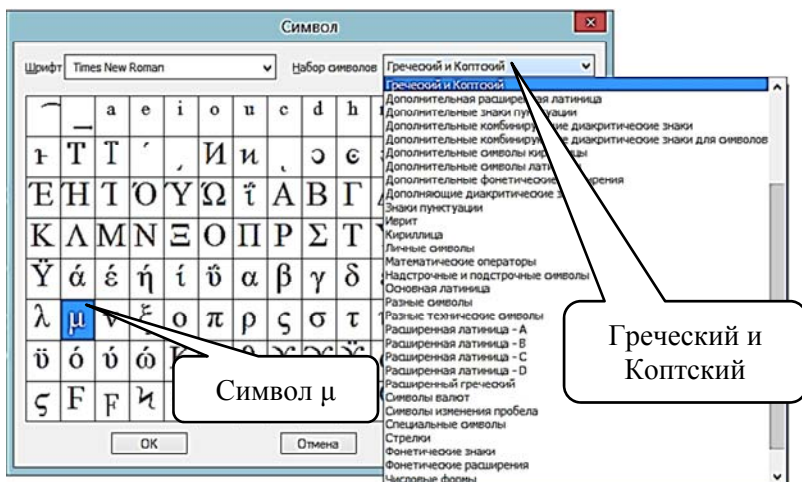 Символ
Шрифт Times New Roman Набор символов Греческий и Коптский
Греческий и Коптский
Дополнительная расширенная латиница
Дополнительные знаки пунктуации
Дополнительные комбинирующие диакритические знаки
Дополнительные комбинирующие диакритические знаки для символов
Дополнительные символы кириллицы
Дополнительные символы латиницы
Дополнительные фонетические расширения
Дополняющие диакритические
Знаки пунктуации
Иврит
Кириллица
Личные символы
Математические операторы
Надстрочные и подстрочные символы
Основная латиница
Разные символы
Разные технические символы
Расширенная латиница - A
Расширенная латиница - B
Расширенная латиница - C
Расширенная латиница - D
Расширенный греческий
Символы валют
Символы изменения пробела
Специальные символы
Стрелки
Фонетические знаки
Фонетические расширения
Числовые формы
a e i o u c d h
Т И и
Έ Ή Ί Ό Ύ Ώ ΐ Α Β Γ
Κ Λ Μ Ν Ξ Ο Π Ρ Σ Τ
Ϋ ά έ ή ί ΰ α β γ δ
λ μ ν ξ ο π ρ ς σ τ
ϋ ό ύ ώ
Символ μ
Греческий и
Коптский
OK Отмена